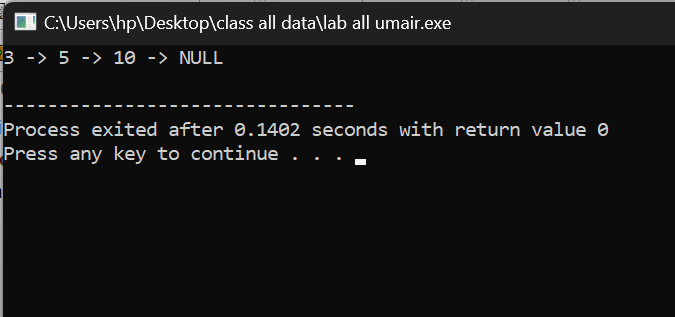 C:\Users\hp\Desktop\class all data\lab all umair.exe
3 -> 5 -> 10 -> NULL
--------------------------------
Process exited after 0.1402 seconds with return value 0
Press any key to continue . . .